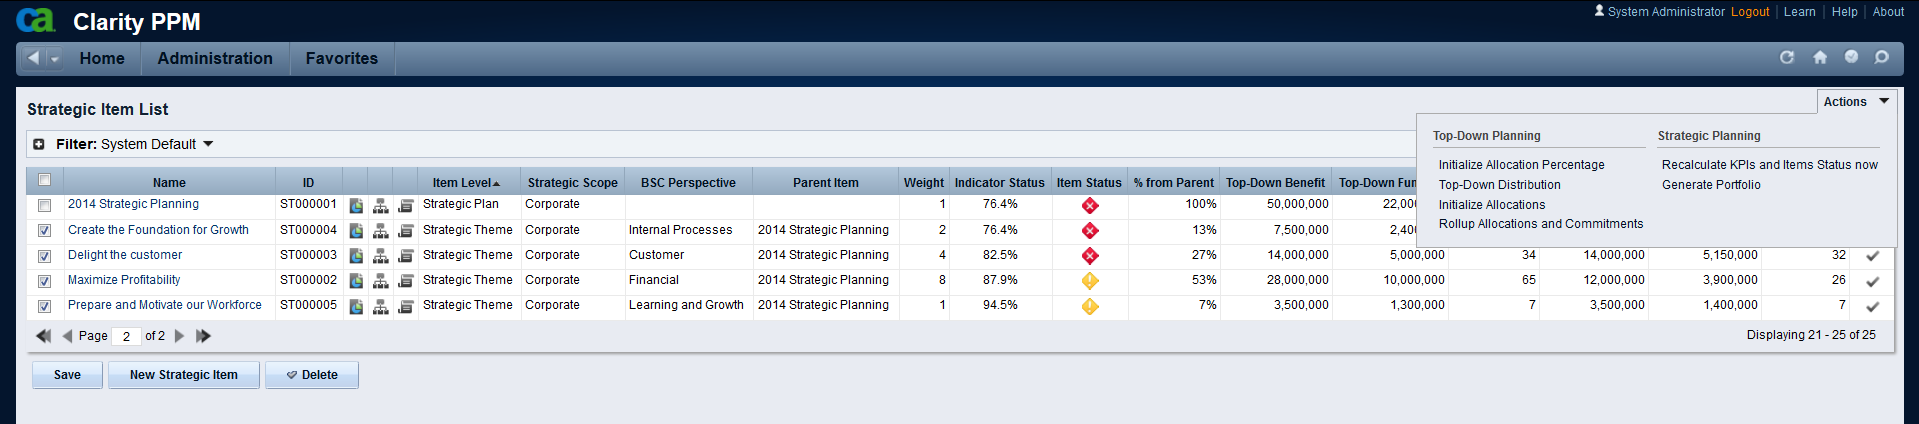 ca Clarity PPM
System Administrator Logout | Learn | Help | About
Home Administration Favorites
Strategic Item List
Actions
Filter: System Default
Top-Down Planning Strategic Planning
Initialize Allocation Percentage Recalculate KPIs and Items Status now
Top-Down Distribution Generate Portfolio
Initialize Allocations
Rollup Allocations and Commitments
Name ID Item Level Strategic Scope BSC Perspective Parent Item Weight Indicator Status Item Status % from Parent Top-Down Benefit Top-Down Fun
2014 Strategic Planning ST000001 Strategic Plan Corporate 1 76.4% 100% 50,000,000 22,000
Create the Foundation for Growth ST000004 Strategic Theme Corporate Internal Processes 2014 Strategic Planning 2 76.4% 13% 7,500,000 2,400
Delight the customer ST000003 Strategic Theme Corporate Customer 2014 Strategic Planning 4 82.5% 27% 14,000,000 5,000,000 34 14,000,000 5,150,000 32
Maximize Profitability ST000002 Strategic Theme Corporate Financial 2014 Strategic Planning 8 87.9% 53% 28,000,000 10,000,000 65 12,000,000 3,900,000 26
Prepare and Motivate our Workforce ST000005 Strategic Theme Corporate Learning and Growth 2014 Strategic Planning 1 94.5% 7% 3,500,000 1,300,000 7 3,500,000 1,400,000 7
Page 2 of 2 Displaying 21 - 25 of 25
Save New Strategic Item Delete